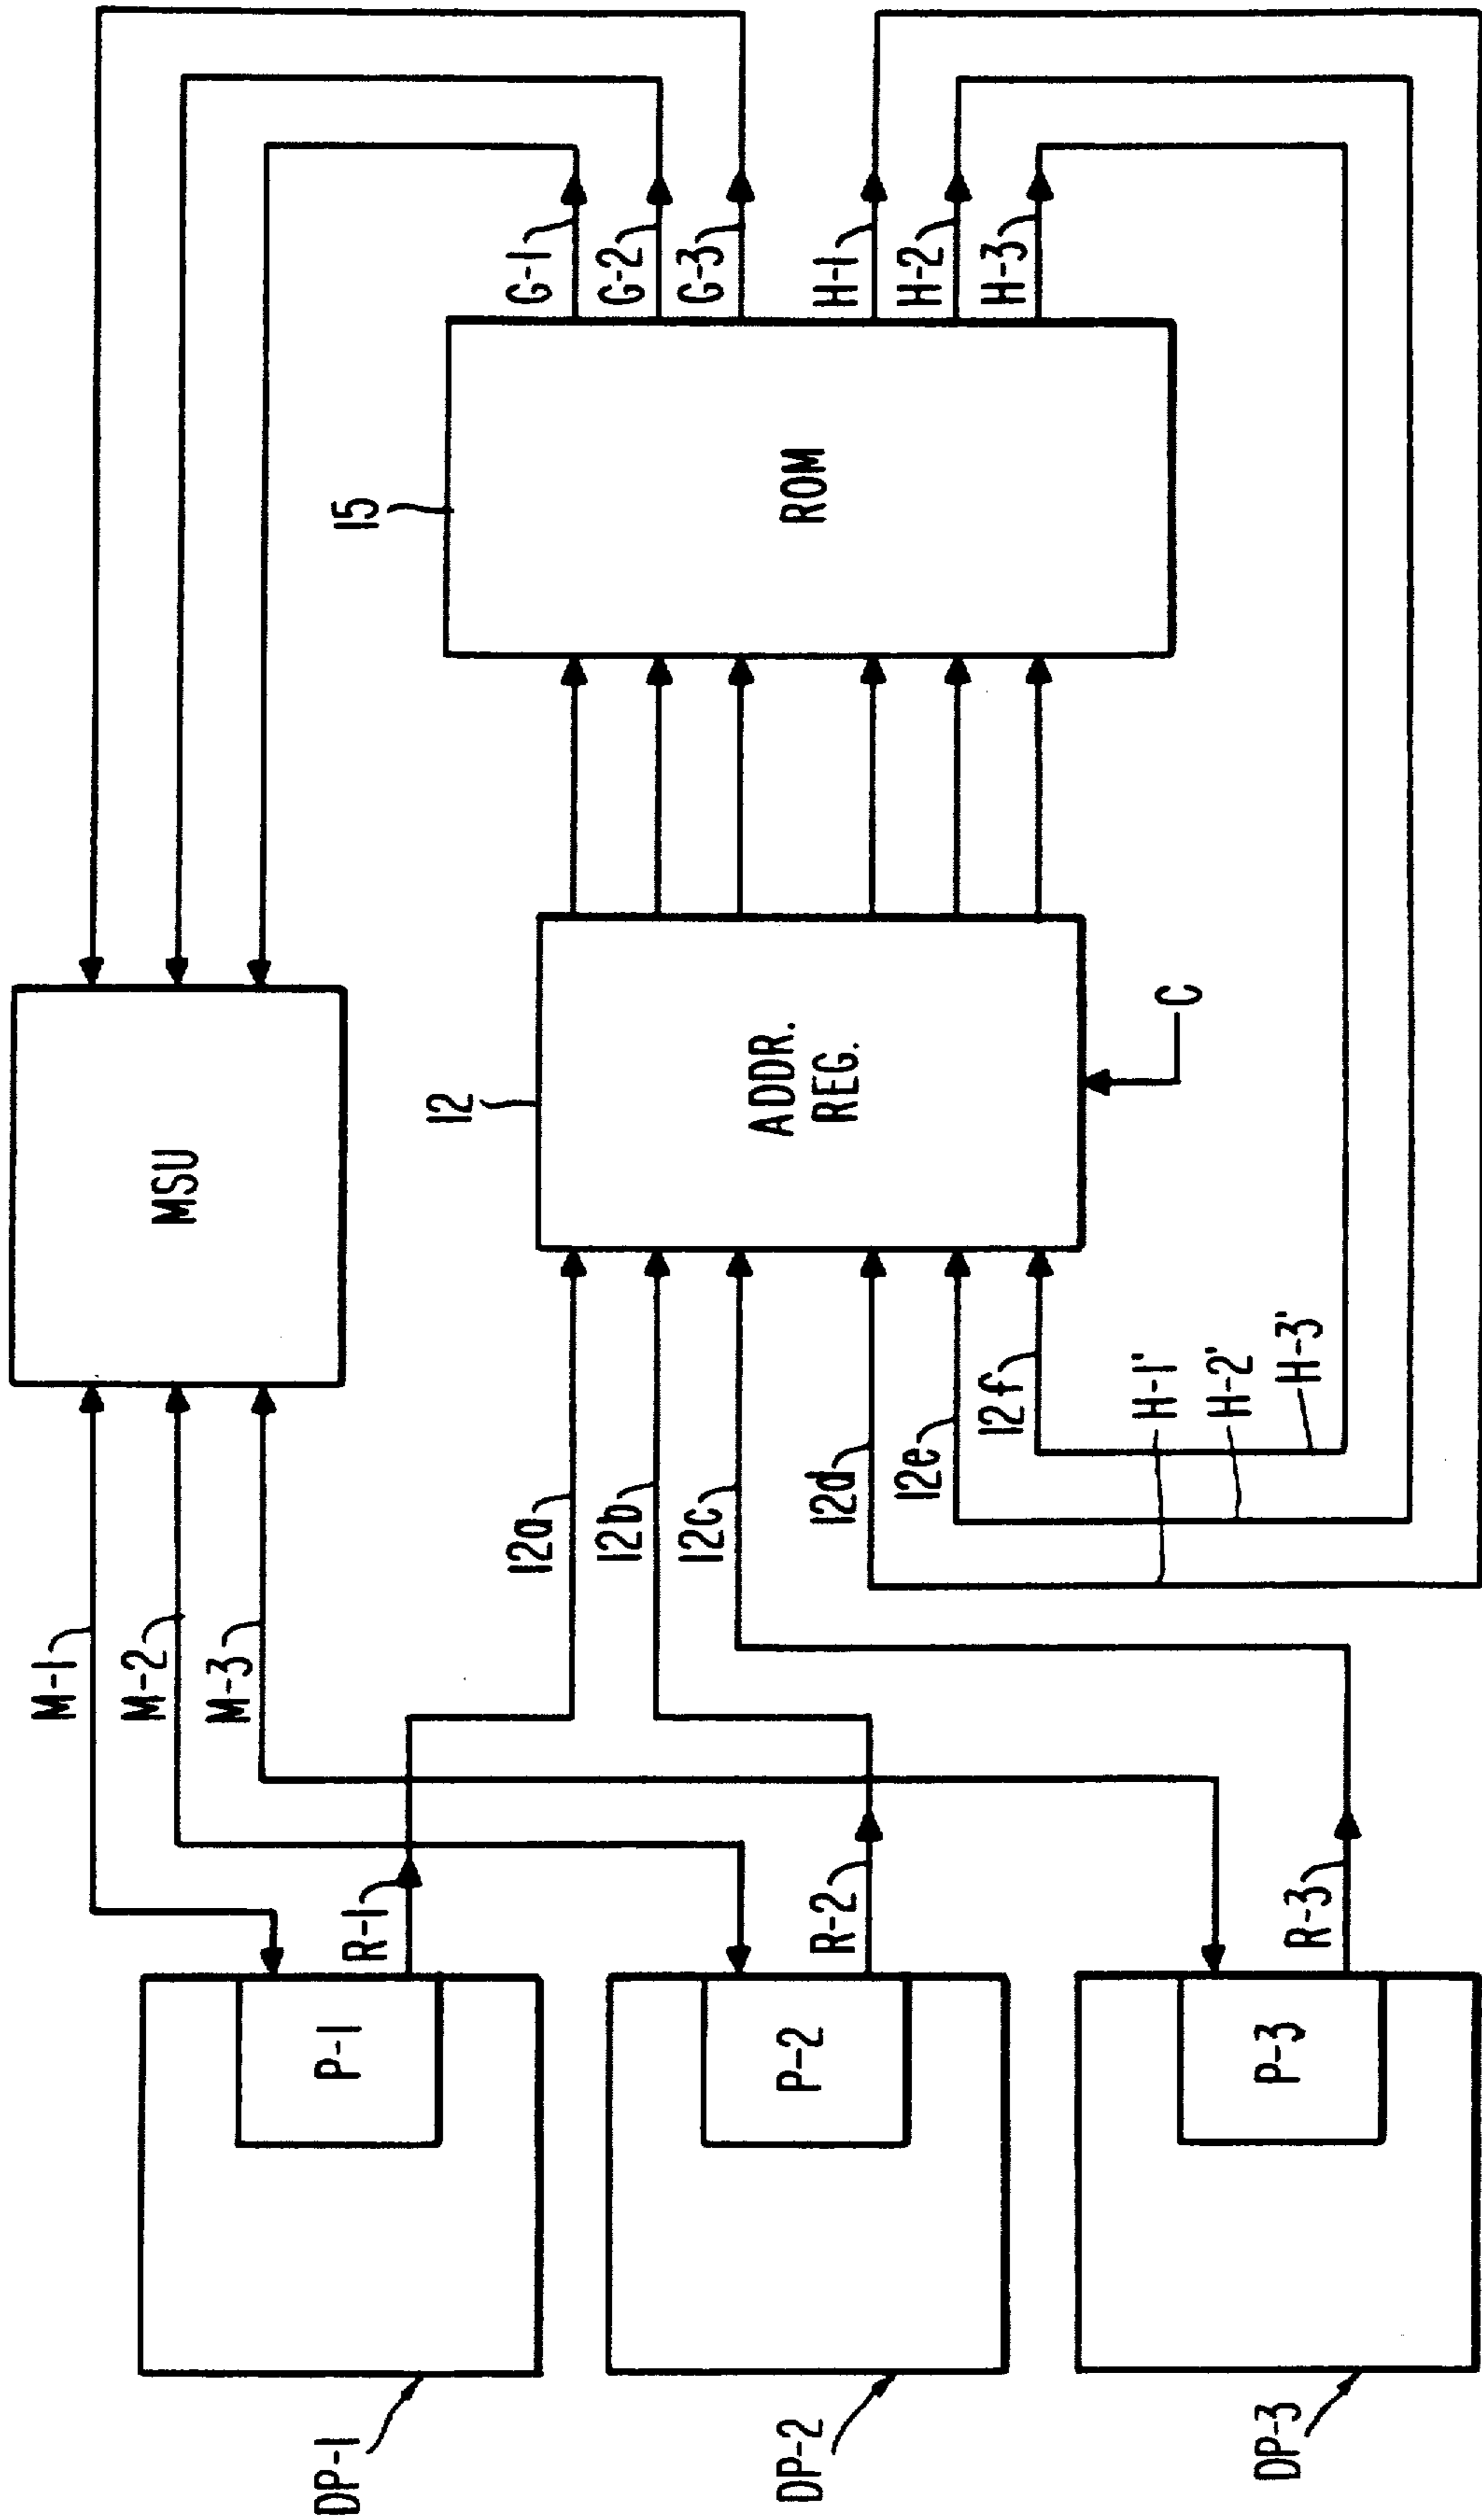 DP-1
P-1
R-1
DP-2
P-2
R-2
DP-3
P-3
R-3
M-1
M-2
M-3
MSU
12a
12b
12c
12d
12e
12f
H-1'
H-2'
H-3'
12
ADDR.
REG.
C
15
ROM
G-1
G-2
G-3
H-1
H-2
H-3